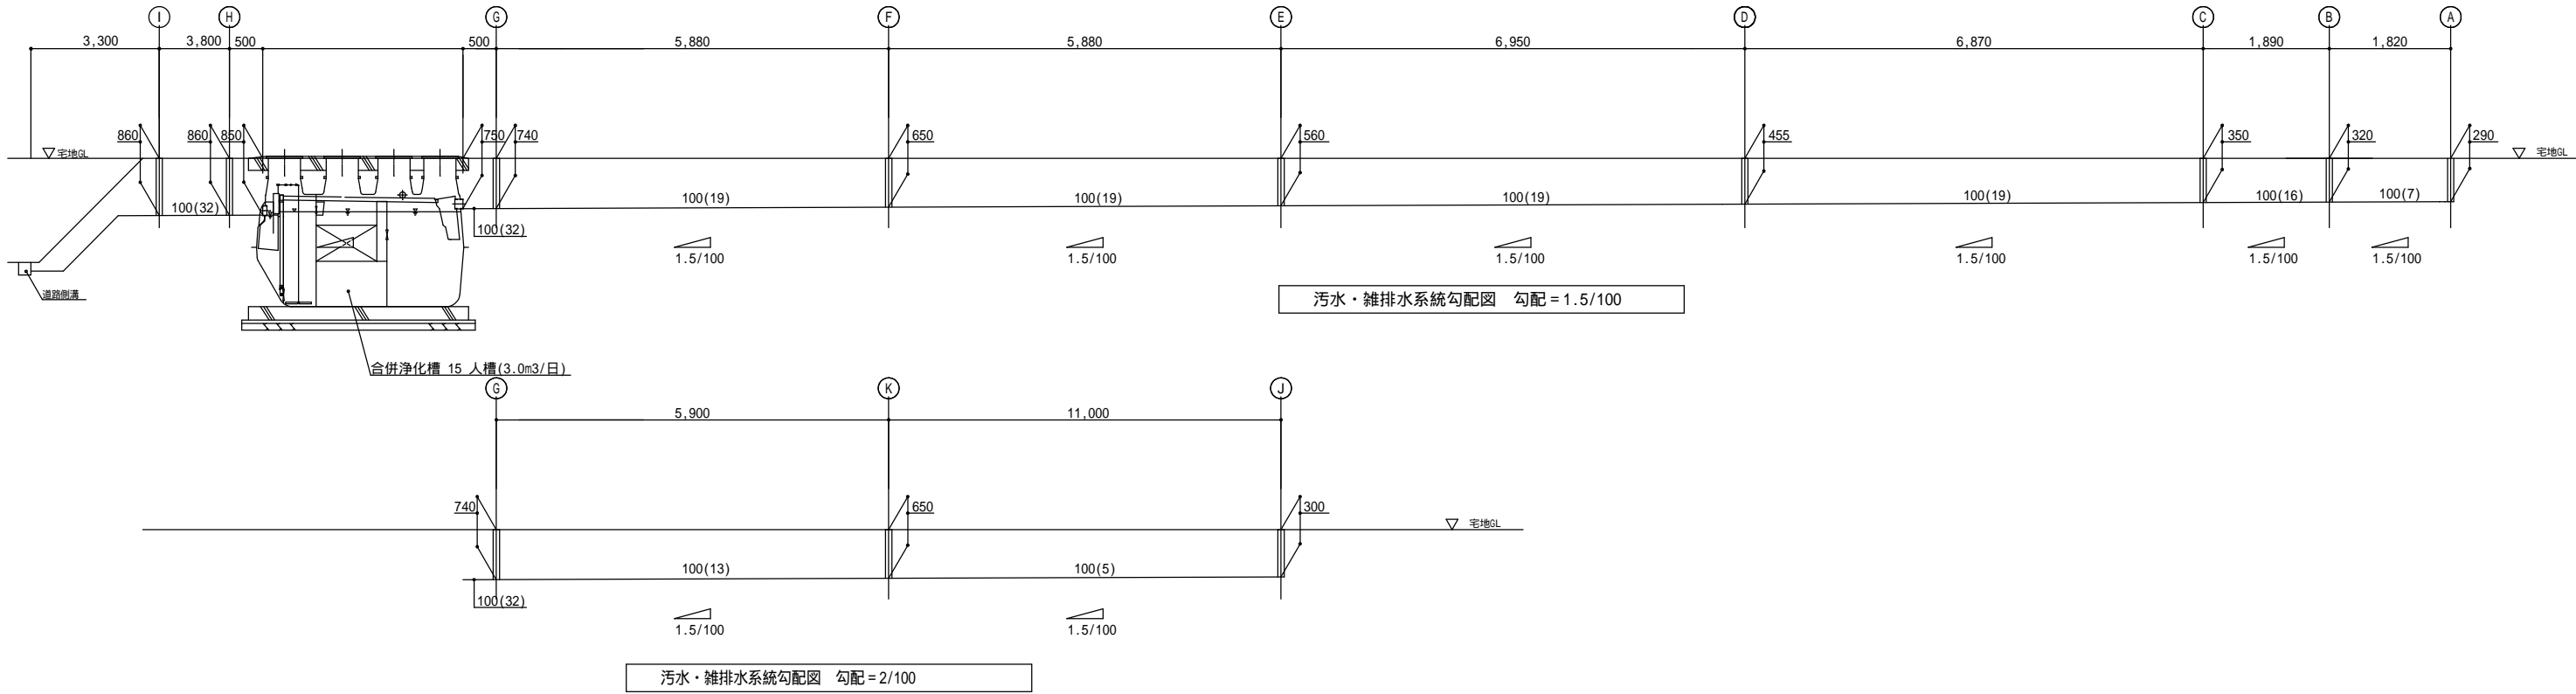 I H G F E D C B A
3,300 3,800 500 500 5,880 5,880 6,950 6,870 1,890 1,820
860 860 850 750 740 650 560 455 350 320 290
宅地GL 宅地GL
100(32) 100(19) 100(19) 100(19) 100(19) 100(16) 100(7)
100(32)
1.5/100 1.5/100 1.5/100 1.5/100 1.5/100 1.5/100
道路側溝
汚水・雑排水系統勾配図 勾配=1.5/100
合併浄化槽 15 人槽(3.0m3/日)
G K J
5,900 11,000
740 650 300
宅地GL
100(13) 100(5)
100(32)
1.5/100 1.5/100
汚水・雑排水系統勾配図 勾配=2/100